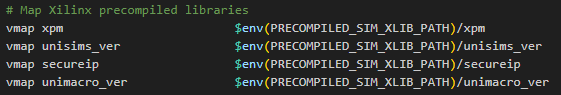 # Map Xilinx precompiled libraries
vmap xpm $env(PRECOMPILED_SIM_XLIB_PATH)/xpm
vmap unisims_ver $env(PRECOMPILED_SIM_XLIB_PATH)/unisims_ver
vmap secureip $env(PRECOMPILED_SIM_XLIB_PATH)/secureip
vmap unimacro_ver $env(PRECOMPILED_SIM_XLIB_PATH)/unimacro_ver